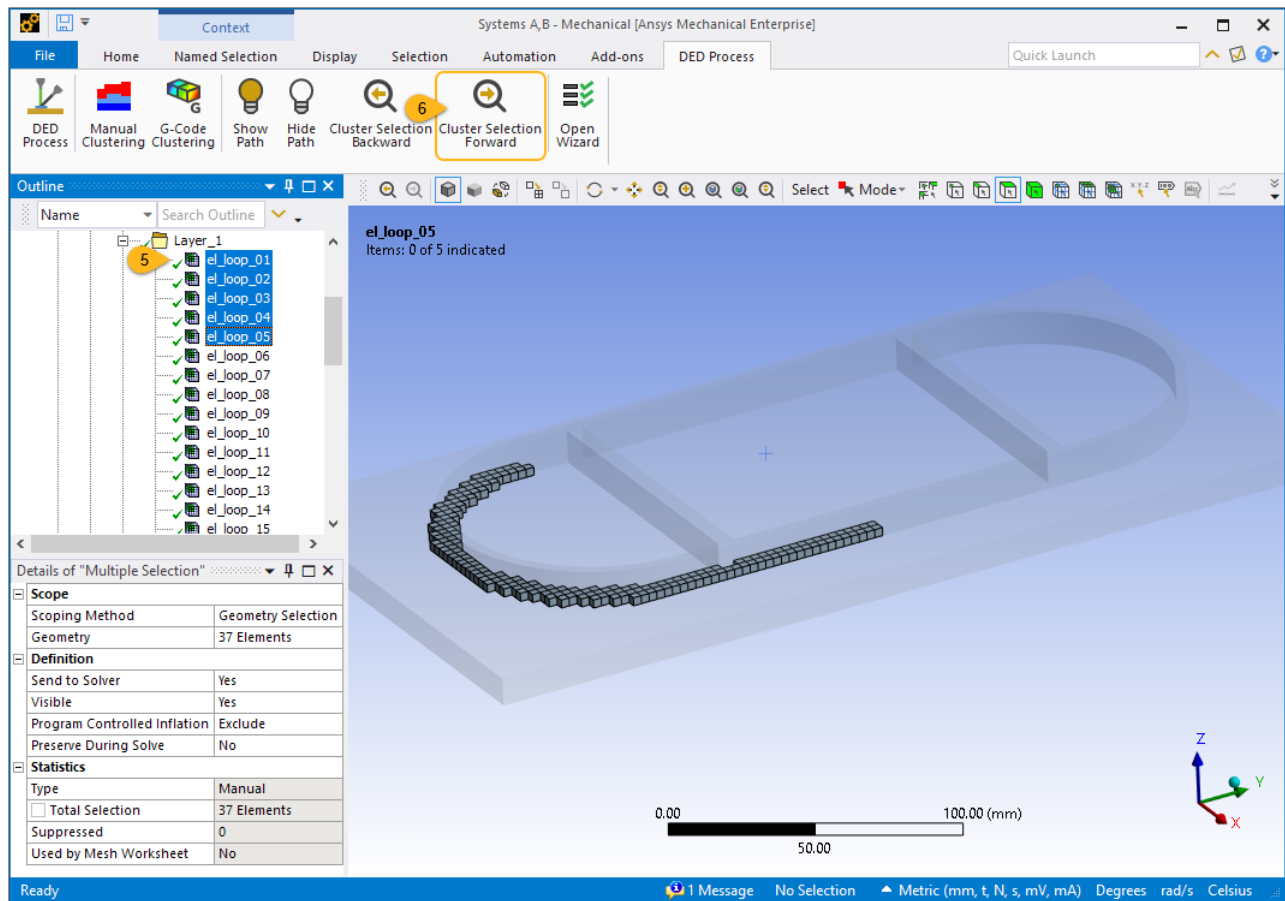 Context
Systems A,B - Mechanical [Ansys Mechanical Enterprise]
File Home Named Selection Display Selection Automation Add-ons DED Process Quick Launch
G
6
DED Process
Manual Clustering
G-Code Clustering
Show Path
Hide Path
Cluster Selection Backward
Cluster Selection Forward
Open Wizard
Outline
Name Search Outline
Select Mode
Layer_1
5
el_loop_01
el_loop_02
el_loop_03
el_loop_04
el_loop_05
el_loop_06
el_loop_07
el_loop_08
el_loop_09
el_loop_10
el_loop_11
el_loop_12
el_loop_13
el_loop_14
el_loop_15
Details of "Multiple Selection"
Scope
Scoping Method Geometry Selection
Geometry 37 Elements
Definition
Send to Solver Yes
Visible Yes
Program Controlled Inflation Exclude
Preserve During Solve No
Statistics
Type Manual
Total Selection 37 Elements
Suppressed 0
Used by Mesh Worksheet No
el_loop_05
Items: 0 of 5 indicated
Z
Y
X
0.00 100.00 (mm)
50.00
Ready 1 Message No Selection Metric (mm, t, N, s, mV, mA) Degrees rad/s Celsius